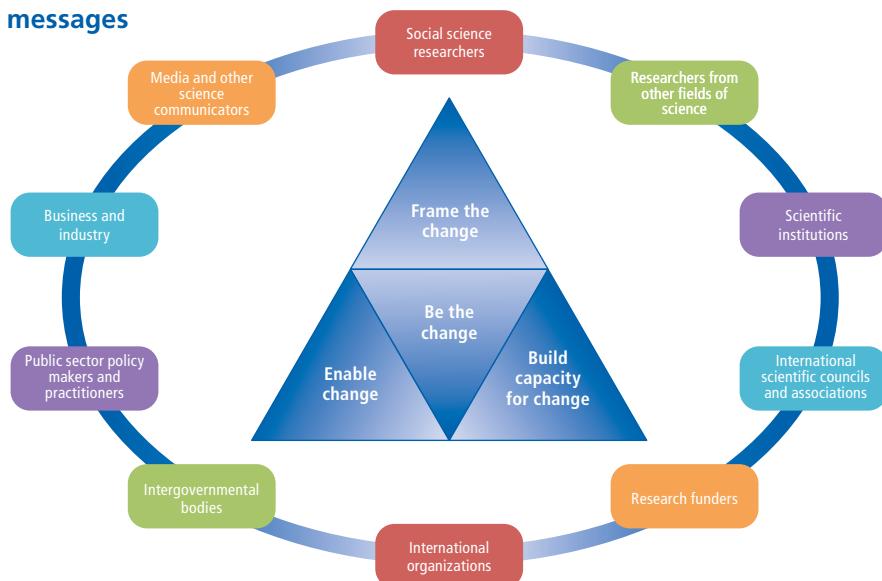 messages
Social science
researchers
Media and other
science
communicators
Researchers from
other fields of
science
Business and
industry
Scientific
institutions
Frame the
change
Be the
change
Enable
change
Build
capacity
for change
Public sector policy
makers and
practitioners
International
scientific councils
and associations
Intergovernmental
bodies
Research funders
International
organizations